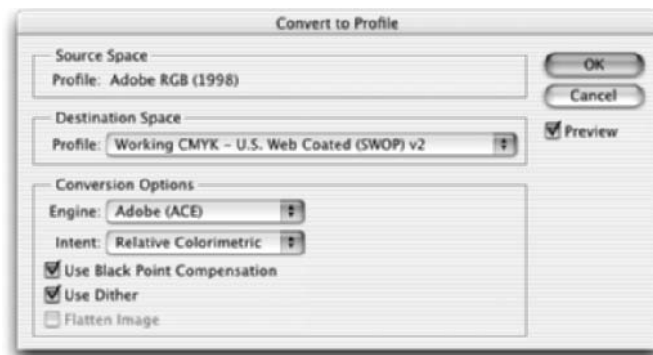 Convert to Profile
Source Space
Profile: Adobe RGB (1998)
OK
Cancel
Preview
Destination Space
Profile: Working CMYK – U.S. Web Coated (SWOP) v2
Conversion Options
Engine: Adobe (ACE)
Intent: Relative Colorimetric
Use Black Point Compensation
Use Dither
Flatten Image